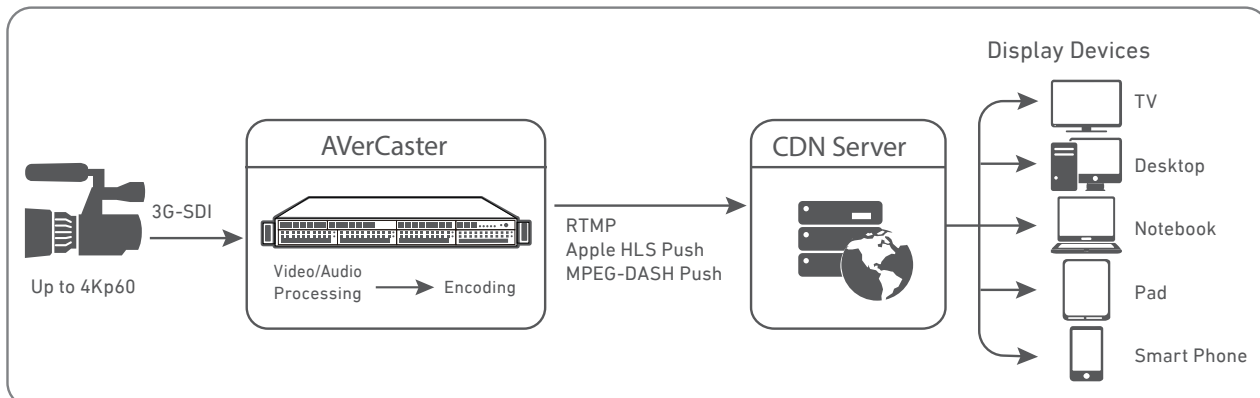 Display Devices
TV
AVerCaster
CDN Server
Desktop
3G-SDI
RTMP
Apple HLS Push
MPEG-DASH Push
Notebook
Up to 4Kp60
Video/Audio
Processing
Encoding
Pad
Smart Phone